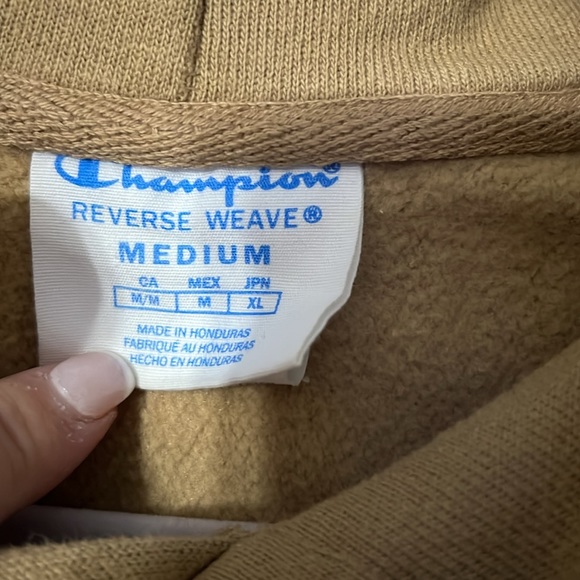 Champion®
REVERSE WEAVE®
MEDIUM
CA MEX JPN
M/M M XL
MADE IN HONDURAS
FABRIQUÉ AU HONDURAS
HECHO EN HONDURAS